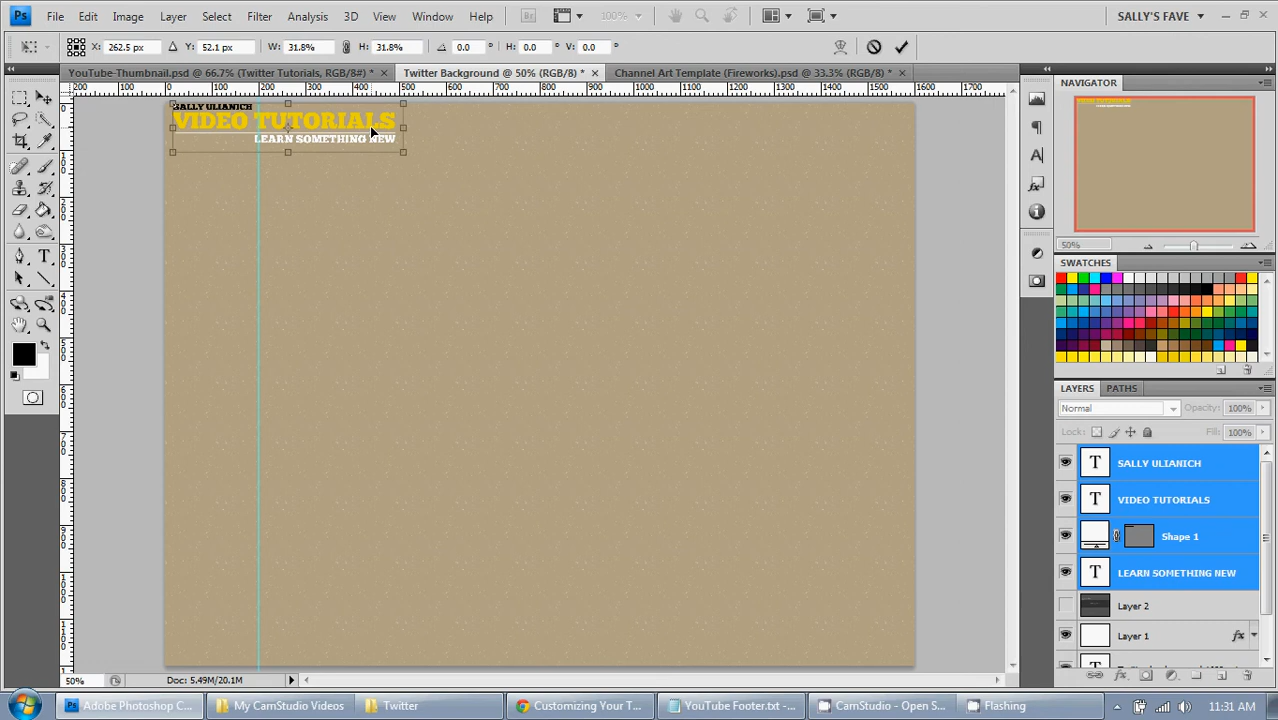 Ps File Edit Image Layer Select Filter Analysis 3D View Window Help Br 100% SALLY'S FAVE
X: 262.5 px Y: 52.1 px W: 31.8% H: 31.8% 0.0 ° H: 0.0 ° V: 0.0 °
YouTube-Thumbnail.psd @ 66.7% (Twitter Tutorials, RGB/8#) * × Twitter Background @ 50% (RGB/8) * × Channel Art Template (Fireworks).psd @ 33.3% (RGB/8) * ×
200 100 0 100 200 300 400 500 600 700 800 900 1000 1100 1200 1300 1400 1500 1600 1700
SALLY ULIANICH
VIDEO TUTORIALS
LEARN SOMETHING NEW
NAVIGATOR
50%
SWATCHES
LAYERS PATHS
Normal Opacity: 100%
Lock: Fill: 100%
T SALLY ULIANICH
T VIDEO TUTORIALS
Shape 1
T LEARN SOMETHING NEW
Layer 2
Layer 1 fx
50% Doc: 5.49M/20.1M
Ps Adobe Photoshop C... My CamStudio Videos Twitter Customizing Your T... YouTube Footer.txt -... CamStudio - Open S... Flashing 11:31 AM